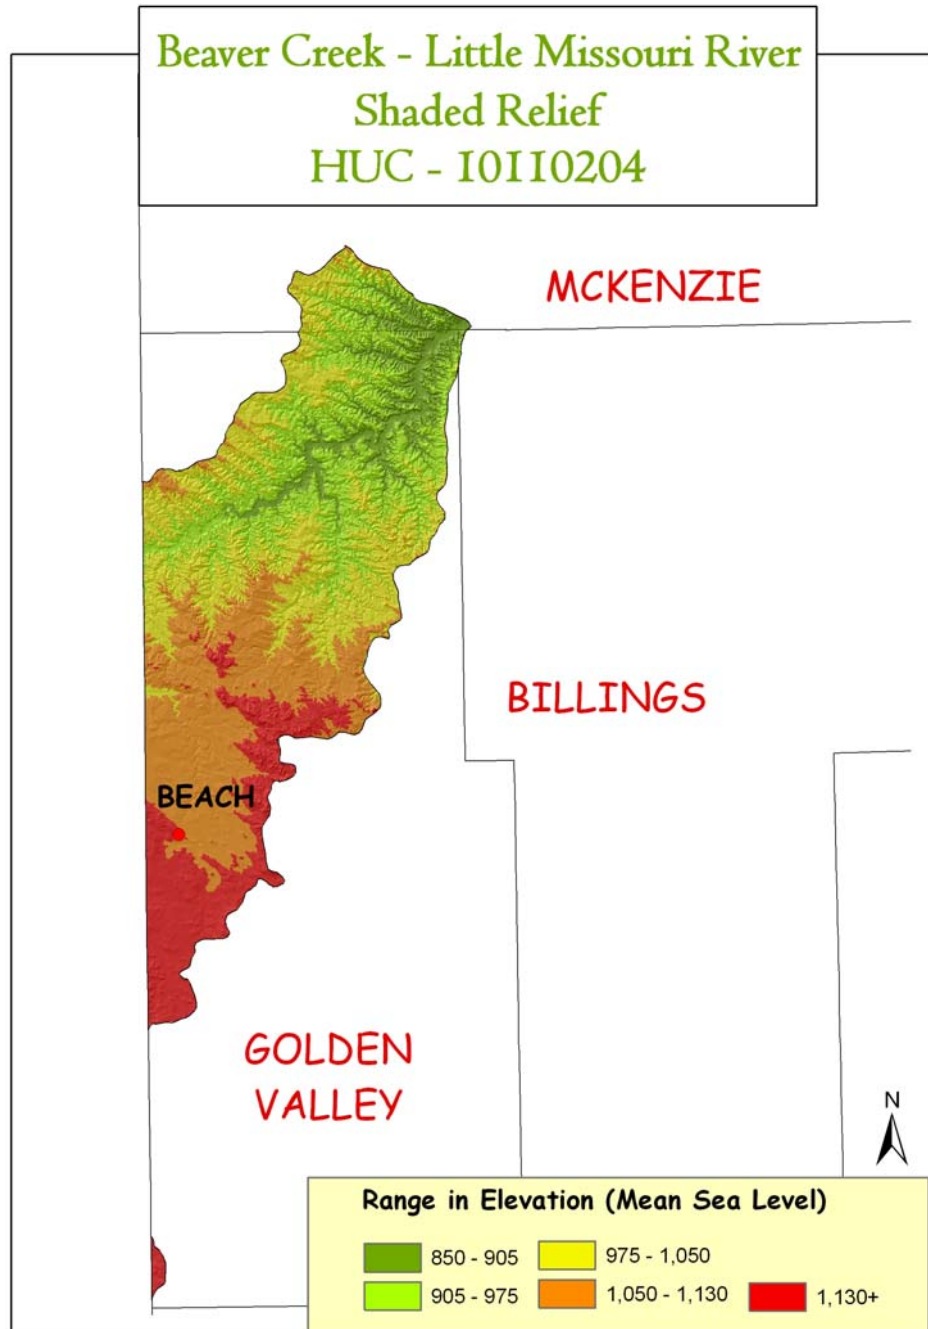 Beaver Creek - Little Missouri River
Shaded Relief
HUC - 10110204
MCKENZIE
BILLINGS
BEACH
GOLDEN
VALLEY
N
Range in Elevation (Mean Sea Level)
850 - 905
975 - 1,050
905 - 975
1,050 - 1,130
1,130+